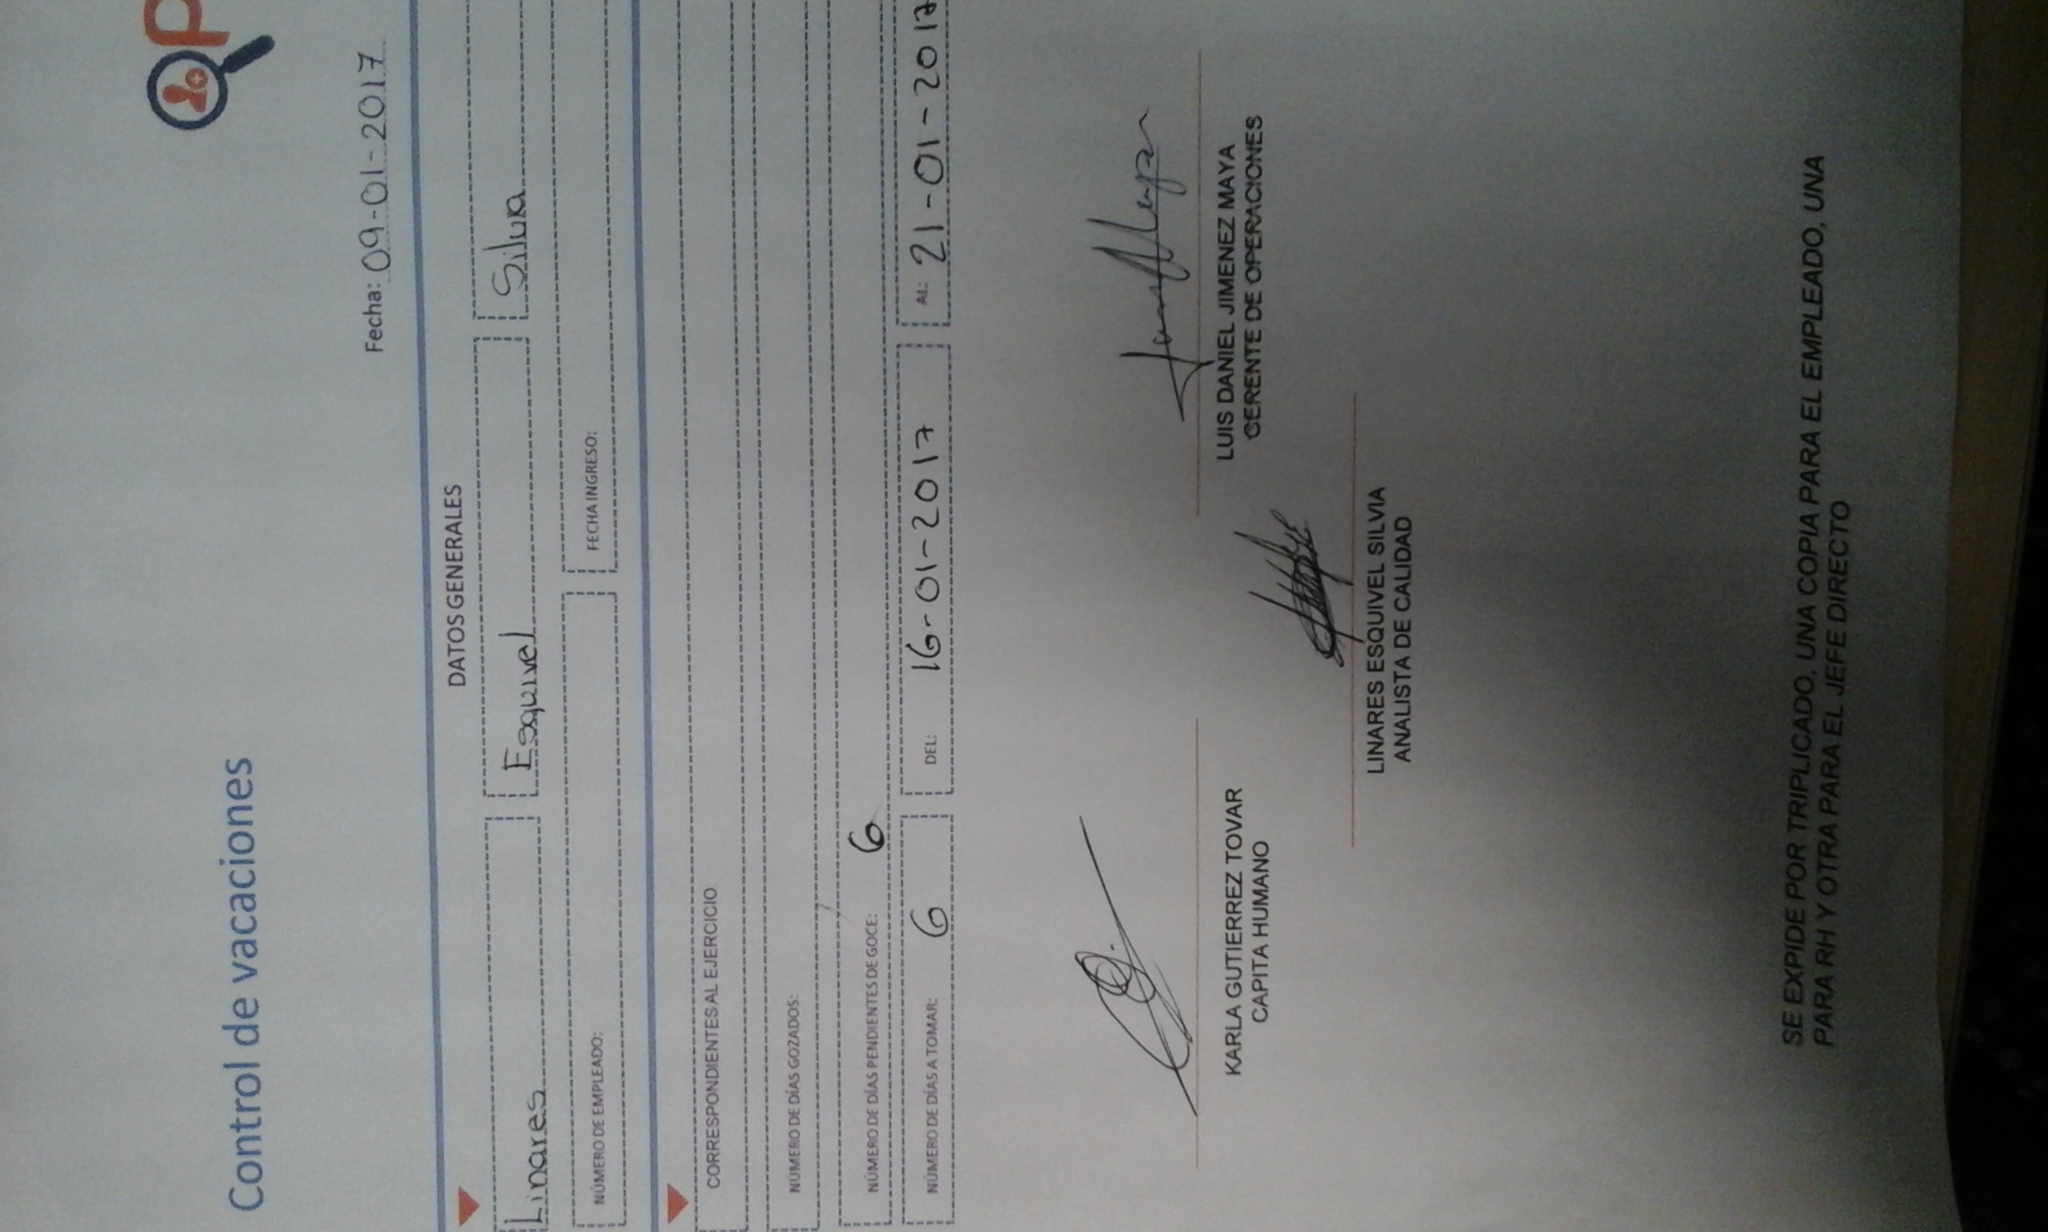 P
Control de vacaciones
Fecha: 09-01-2017
DATOS GENERALES
Linares Esquivel Silvia
NÚMERO DE EMPLEADO: FECHA INGRESO:
CORRESPONDIENTES AL EJERCICIO
NÚMERO DE DÍAS GOZADOS:
NÚMERO DE DÍAS PENDIENTES DE GOCE: 6
NÚMERO DE DÍAS A TOMAR: 6 DEL: 16-01-2017 AL: 21-01-2017
KARLA GUTIERREZ TOVAR
CAPITA HUMANO
LUIS DANIEL JIMENEZ MAYA
GERENTE DE OPERACIONES
LINARES ESQUIVEL SILVIA
ANALISTA DE CALIDAD
SE EXPIDE POR TRIPLICADO, UNA COPIA PARA EL EMPLEADO, UNA
PARA RH Y OTRA PARA EL JEFE DIRECTO